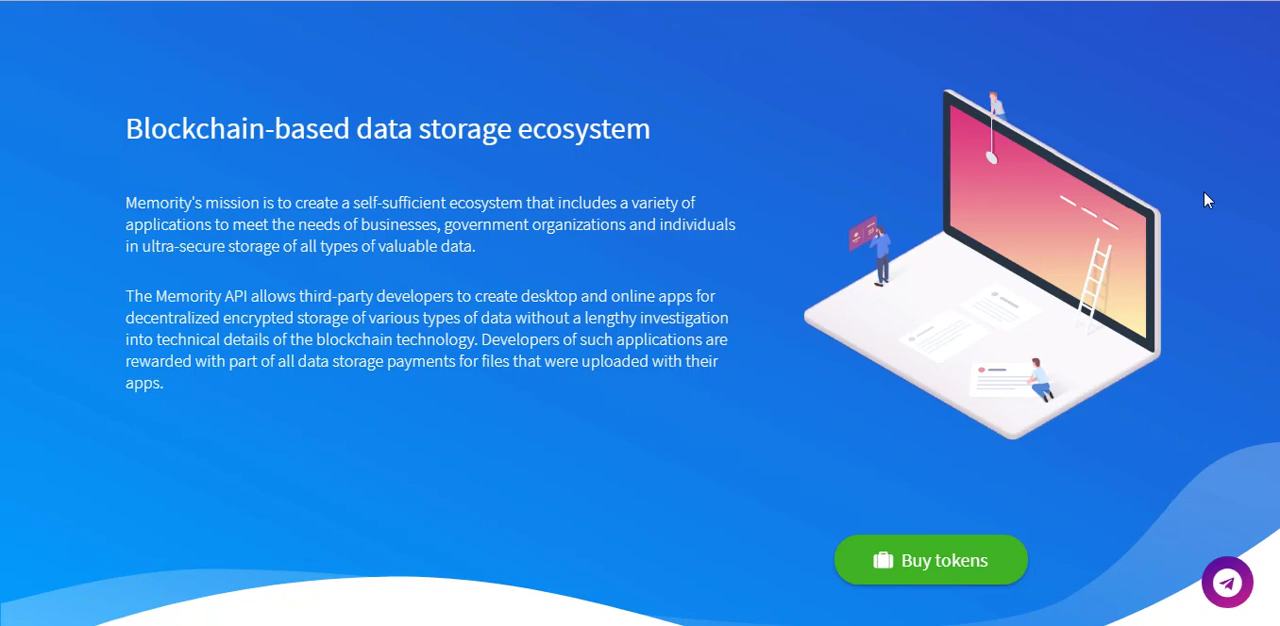 Blockchain-based data storage ecosystem
Memority's mission is to create a self-sufficient ecosystem that includes a variety of
applications to meet the needs of businesses, government organizations and individuals
in ultra-secure storage of all types of valuable data.
The Memority API allows third-party developers to create desktop and online apps for
decentralized encrypted storage of various types of data without a lengthy investigation
into technical details of the blockchain technology. Developers of such applications are
rewarded with part of all data storage payments for files that were uploaded with their
apps.
Buy tokens